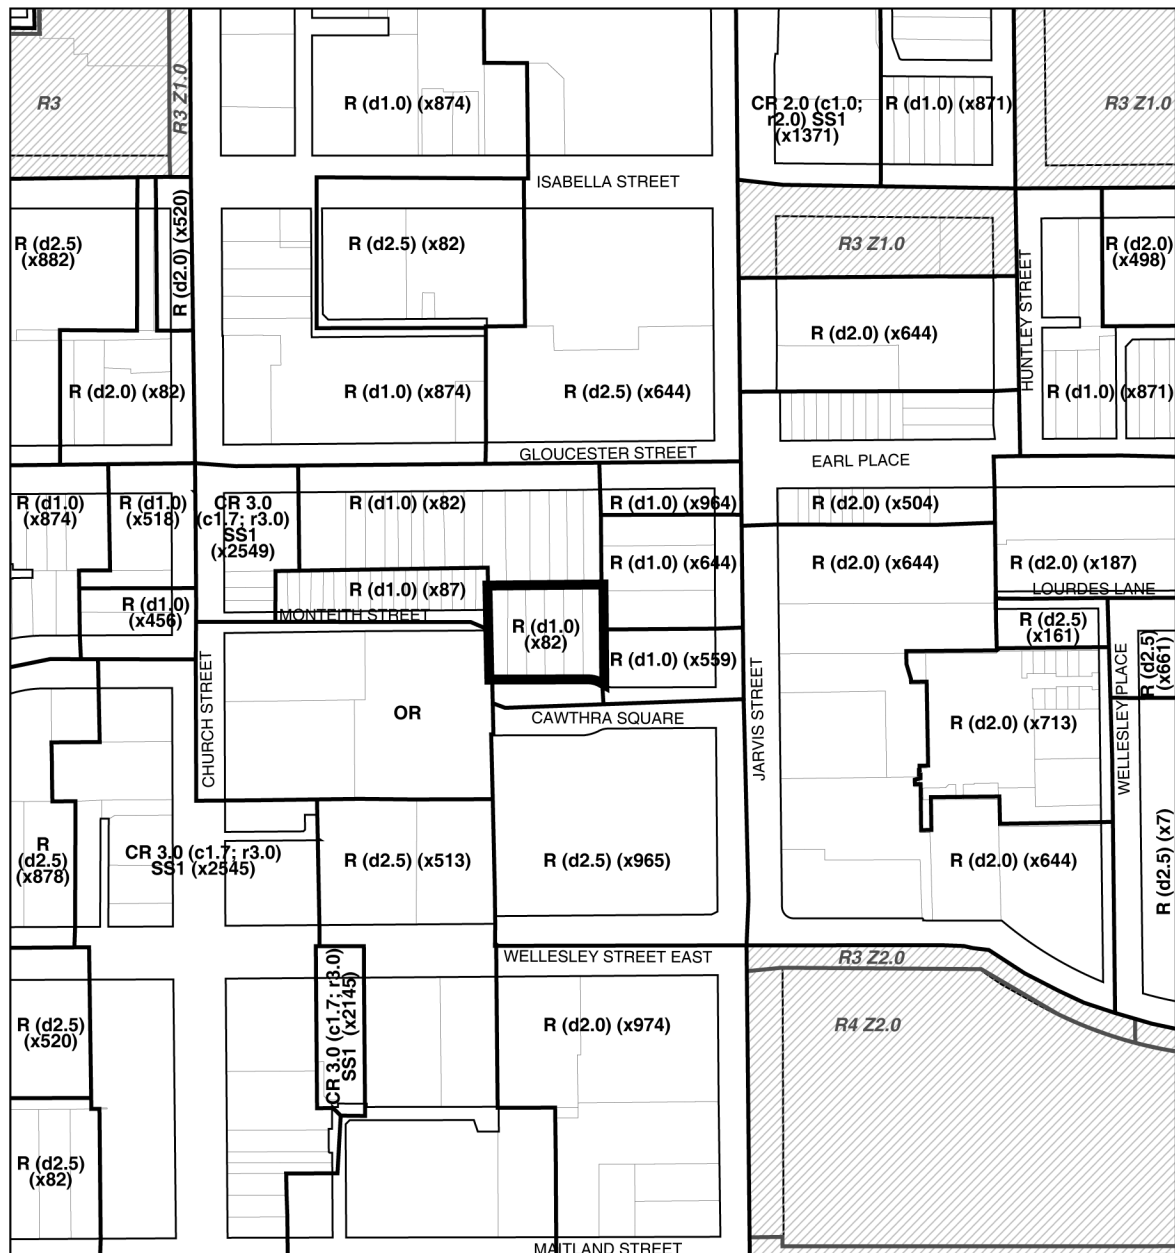 R3
R3 Z1.0
R (d1.0) (x874)
CR 2.0 (c1.0;
r2.0) SS1
(x1371)
R (d1.0) (x871)
R3 Z1.0
ISABELLA STREET
R (d2.5)
(x882)
R (d2.0) (x520)
R (d2.5) (x82)
R3 Z1.0
HUNTLEY STREET
R (d2.0)
(x498)
R (d2.0) (x644)
R (d2.0) (x82)
R (d1.0) (x874)
R (d2.5) (x644)
R (d1.0) (x871)
GLOUCESTER STREET
EARL PLACE
R (d1.0)
(x874)
R (d1.0)
(x518)
CR 3.0
(c1.7; r3.0)
SS1
(x2549)
R (d1.0) (x82)
R (d1.0) (x964)
R (d2.0) (x504)
R (d1.0) (x644)
R (d2.0) (x644)
R (d2.0) (x187)
LOURDES LANE
R (d1.0) (x87)
MONTEITH STREET
R (d1.0)
(x456)
R (d1.0)
(x82)
R (d2.5)
(x161)
R (d1.0) (x559)
R (d2.5)
(x661)
CHURCH STREET
OR
CAWTHRA SQUARE
JARVIS STREET
R (d2.0) (x713)
WELLESLEY PLACE
R
(d2.5)
(x878)
CR 3.0 (c1.7; r3.0)
SS1 (x2545)
R (d2.5) (x513)
R (d2.5) (x965)
R (d2.0) (x644)
R (d2.5) (x7)
WELLESLEY STREET EAST
R3 Z2.0
R (d2.5)
(x520)
CR 3.0 (c1.7; r3.0)
SS1 (x2145)
R (d2.0) (x974)
R4 Z2.0
R (d2.5)
(x82)
MAITLAND STREET